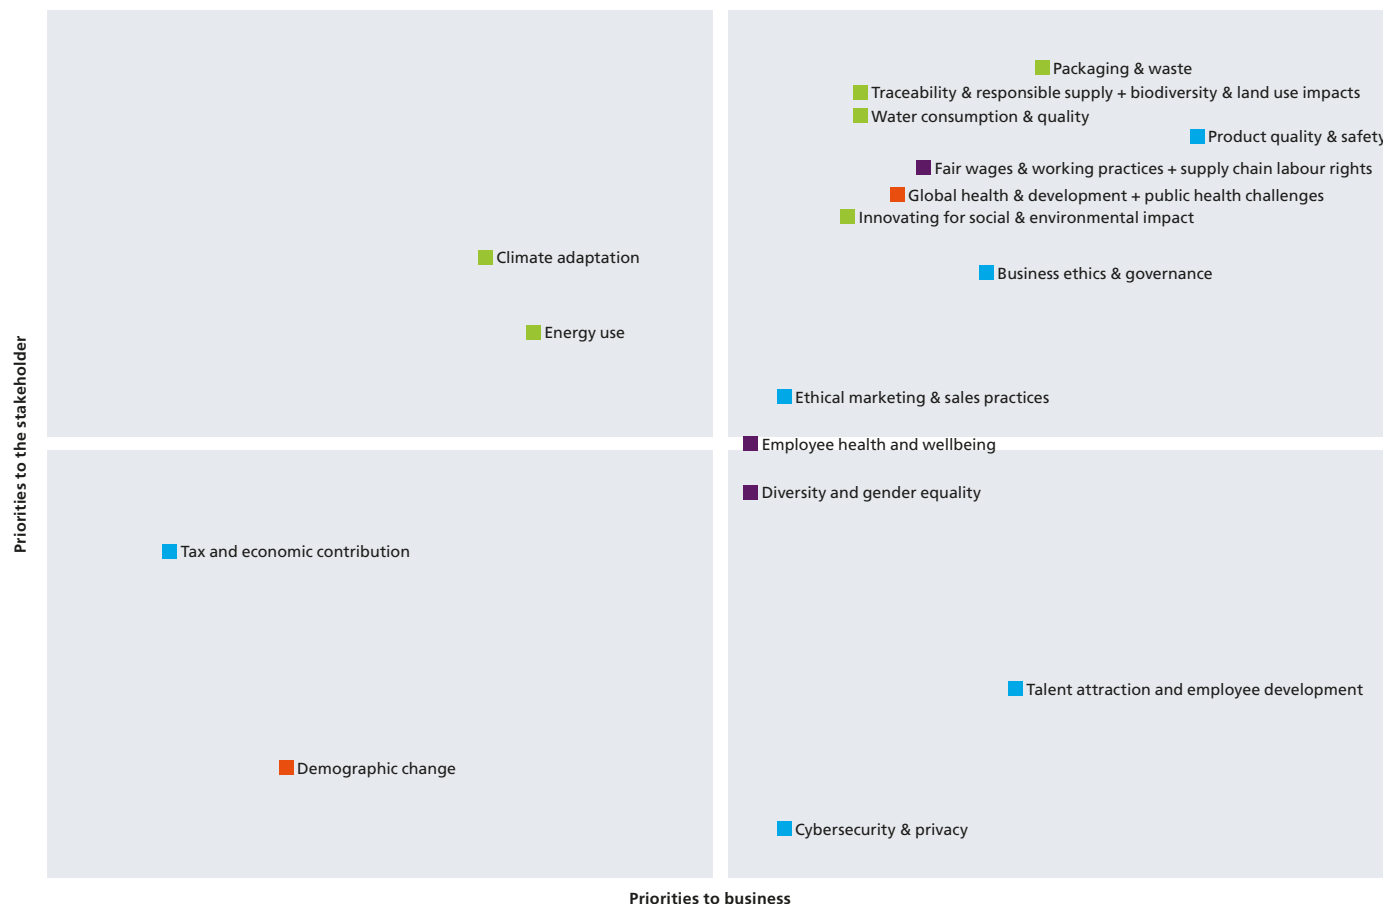 Packaging & waste
Traceability & responsible supply + biodiversity & land use impacts
Water consumption & quality
Product quality & safety
Fair wages & working practices + supply chain labour rights
Global health & development + public health challenges
Innovating for social & environmental impact
Climate adaptation
Business ethics & governance
Energy use
Priorities to the stakeholder
Ethical marketing & sales practices
Employee health and wellbeing
Diversity and gender equality
Tax and economic contribution
Talent attraction and employee development
Demographic change
Cybersecurity & privacy
Priorities to business